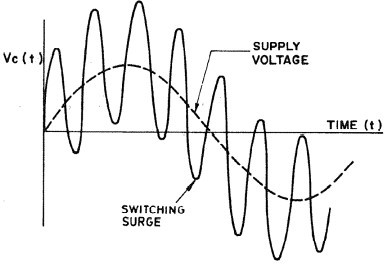 Vc (t)
SUPPLY
VOLTAGE
TIME (t)
SWITCHING
SURGE